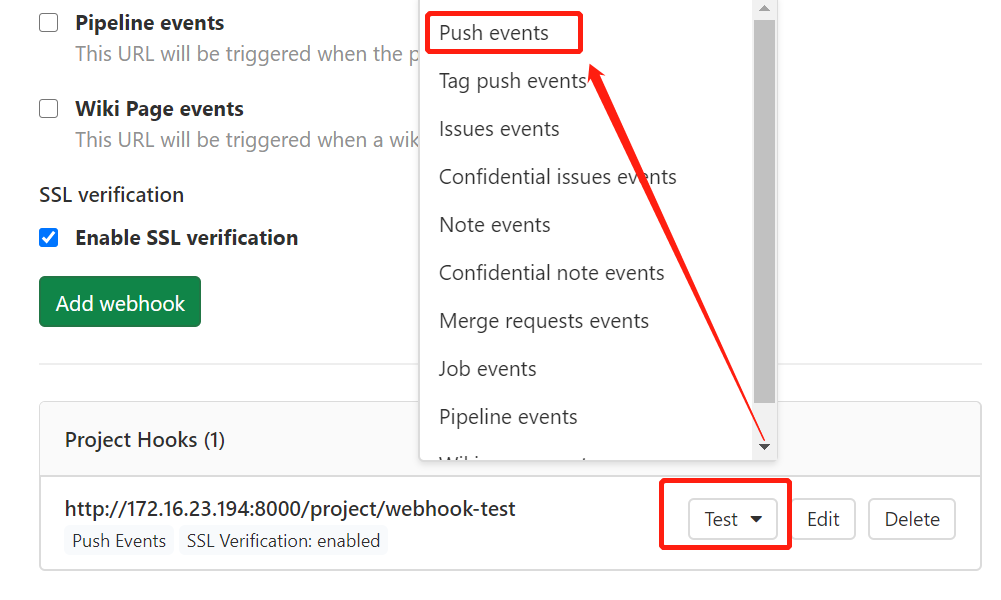 Pipeline events
This URL will be triggered when the p
Wiki Page events
This URL will be triggered when a wik
SSL verification
Enable SSL verification
Add webhook
Push events
Tag push events
Issues events
Confidential issues events
Note events
Confidential note events
Merge requests events
Job events
Pipeline events
Project Hooks (1)
http://172.16.23.194:8000/project/webhook-test
Push Events SSL Verification: enabled
Test Edit Delete